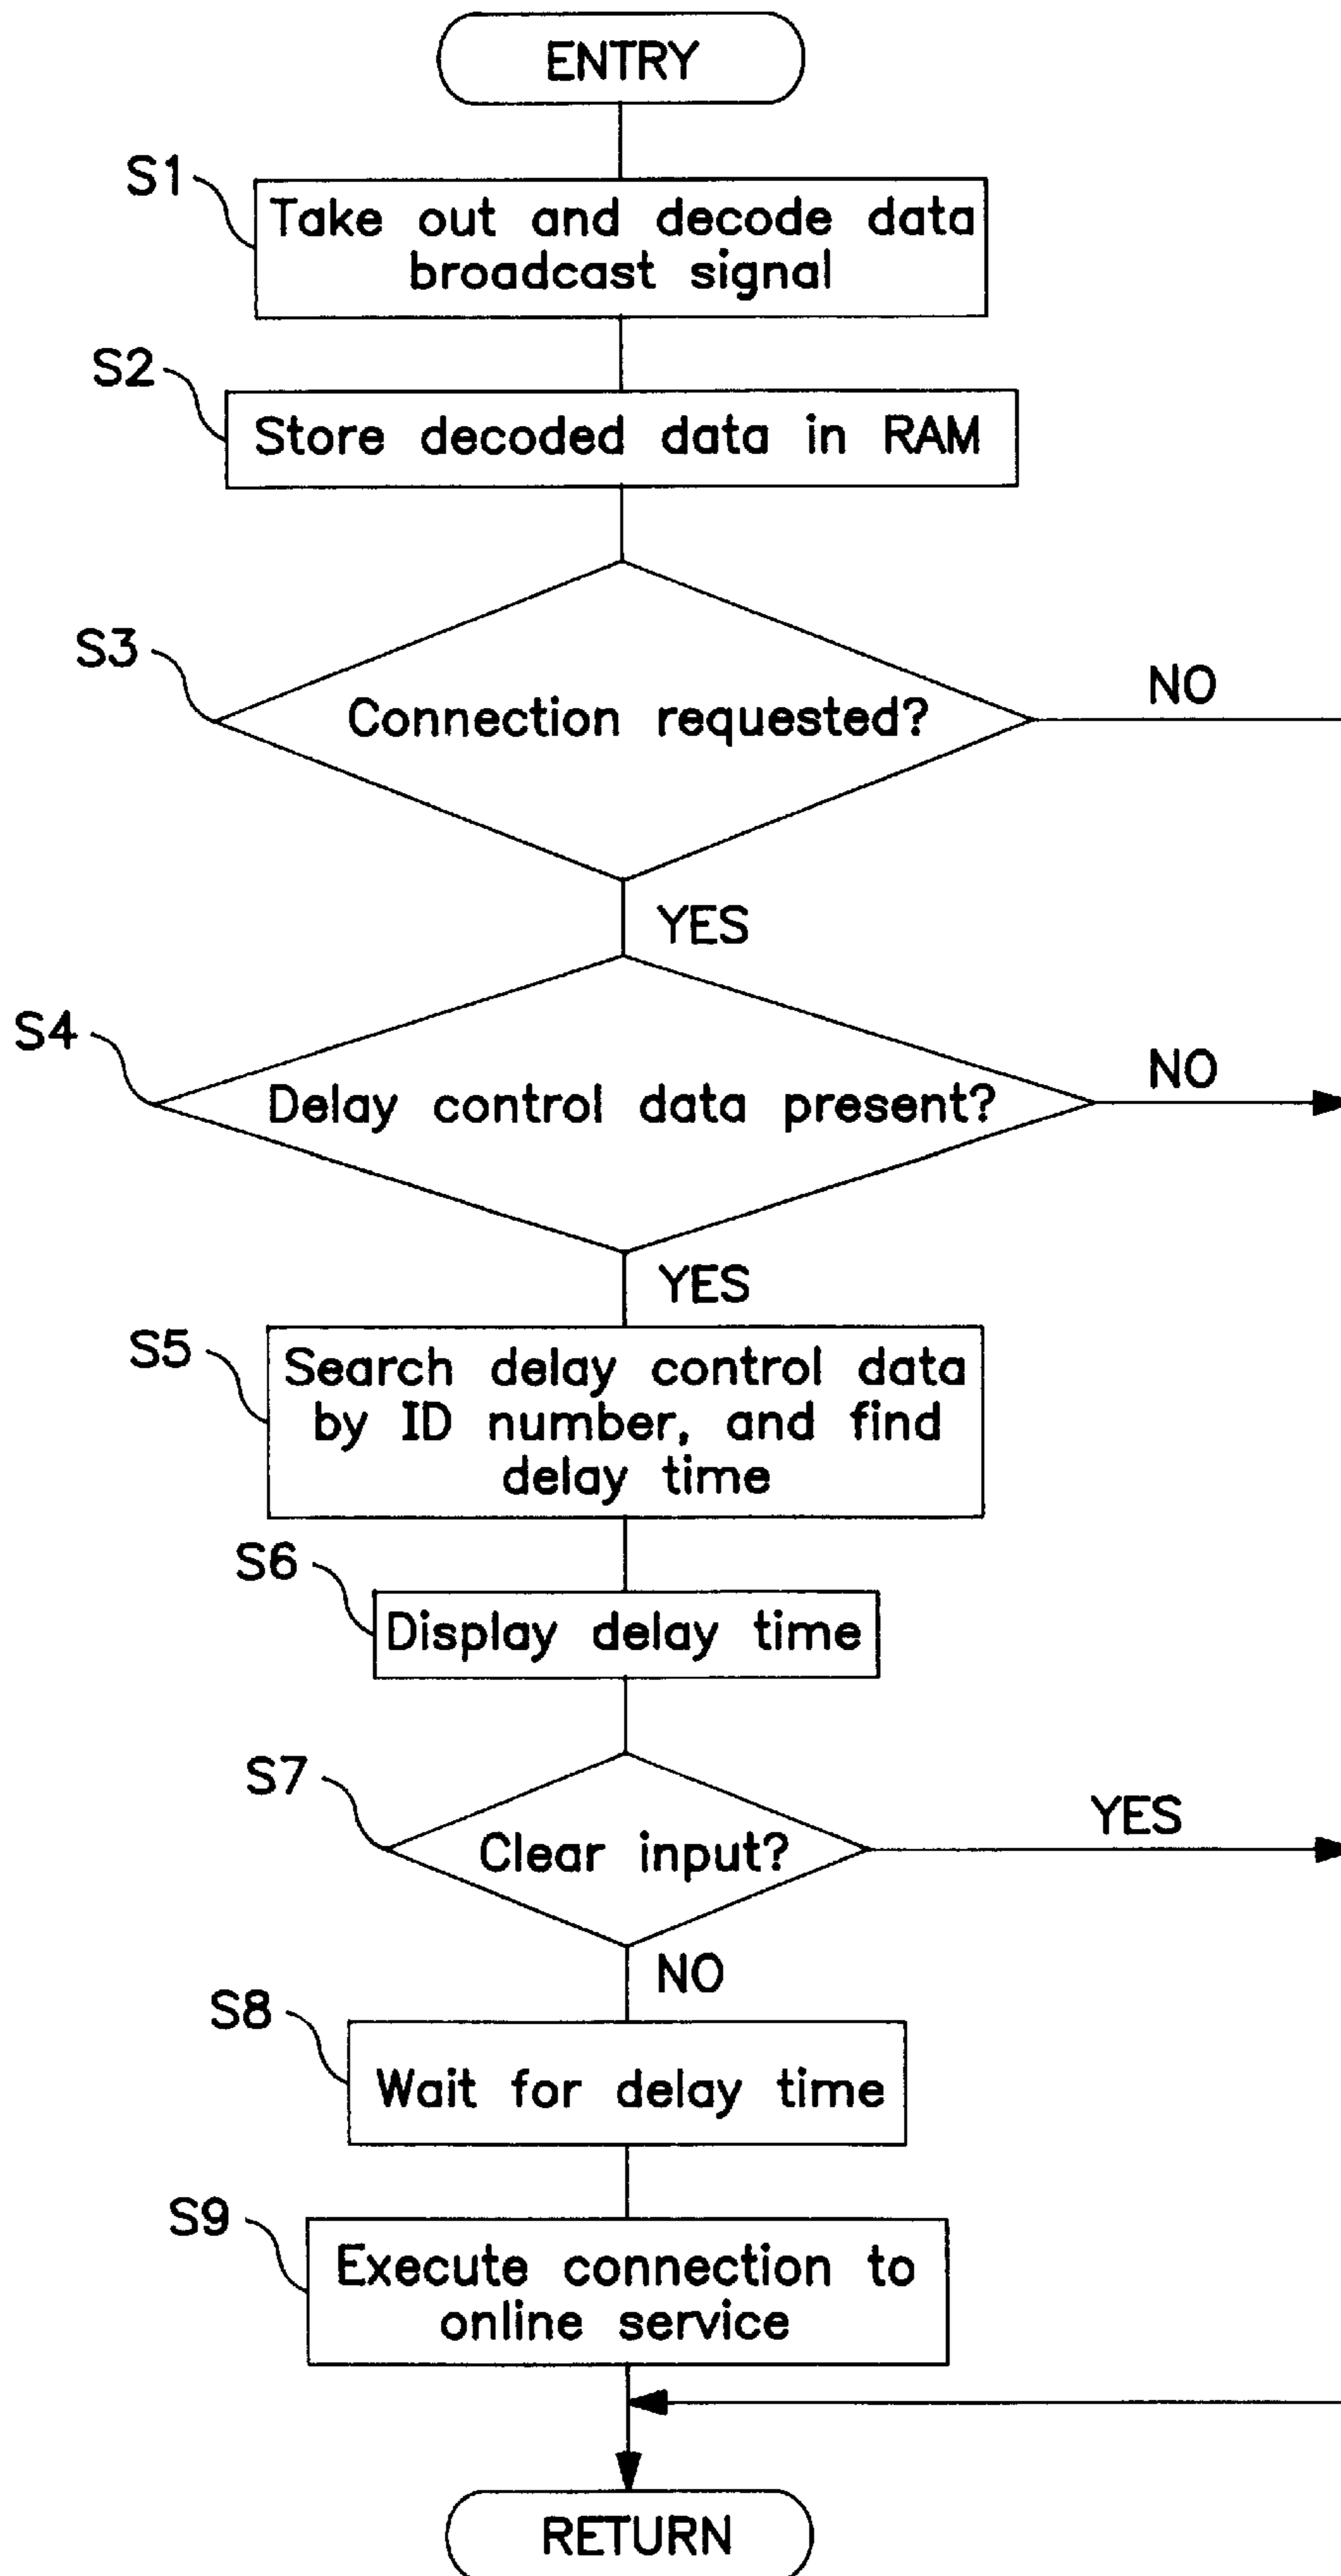 ENTRY
S1
Take out and decode data
broadcast signal
S2
Store decoded data in RAM
S3
Connection requested?
NO
YES
S4
Delay control data present?
NO
YES
S5
Search delay control data
by ID number, and find
delay time
S6
Display delay time
S7
Clear input?
YES
NO
S8
Wait for delay time
S9
Execute connection to
online service
RETURN